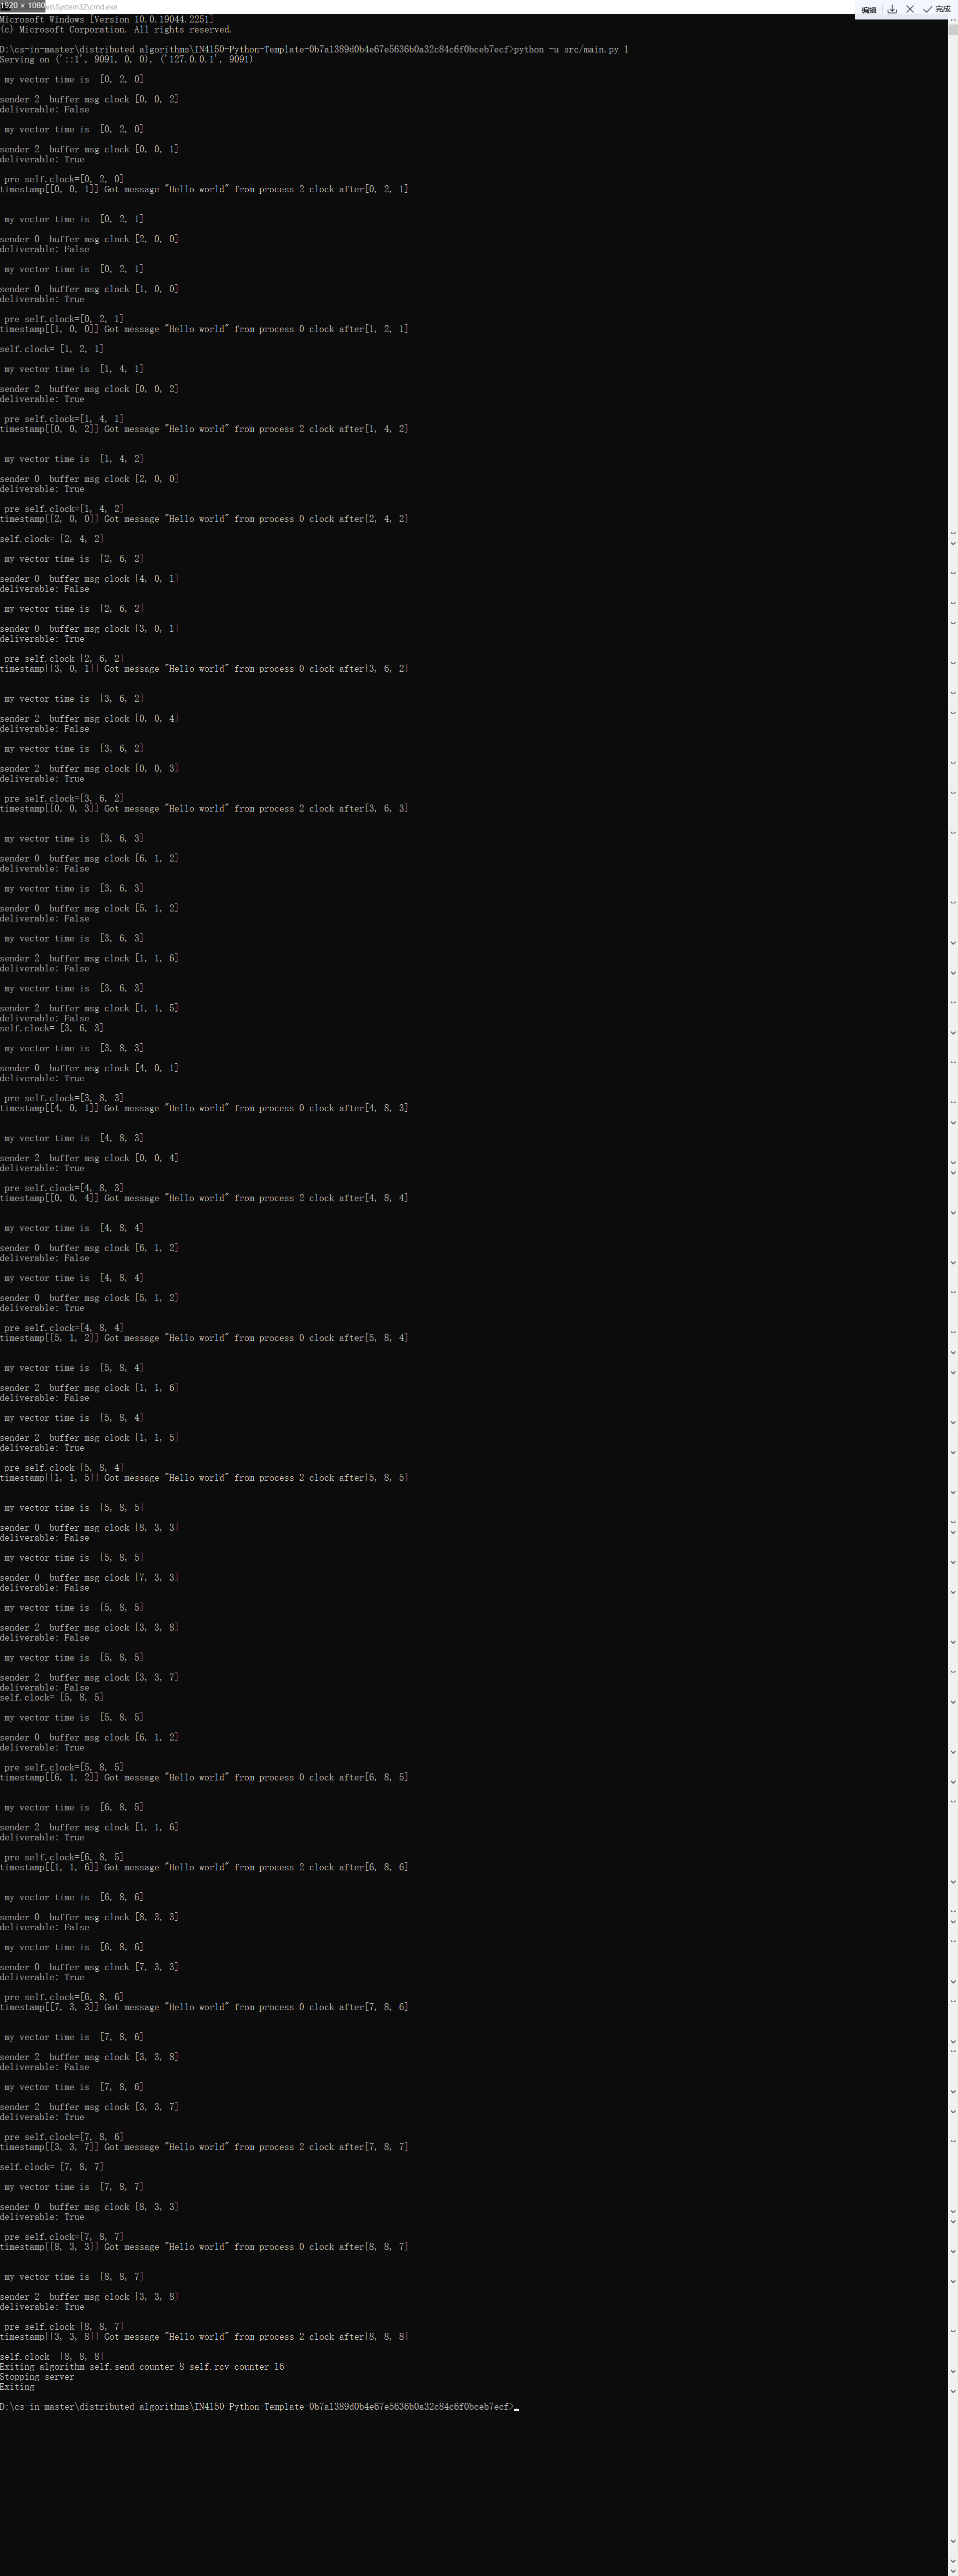 1920 × 1080
ws\System32\cmd.exe
编辑
完成
Microsoft Windows [Version 10.0.19044.2251]
(c) Microsoft Corporation. All rights reserved.
D:\cs-in-master\distributed algorithms\IN4150-Python-Template-0b7a1389d0b4e67e5636b0a32c84c6f0bceb7ecf>python -u src/main.py 1
Serving on ('::1', 9091, 0, 0), ('127.0.0.1', 9091)
my vector time is  [0, 2, 0]
sender 2  buffer msg clock [0, 0, 2]
deliverable: False
my vector time is  [0, 2, 0]
sender 2  buffer msg clock [0, 0, 1]
deliverable: True
pre self.clock=[0, 2, 0]
timestamp[[0, 0, 1]] Got message "Hello world" from process 2 clock after[0, 2, 1]
my vector time is  [0, 2, 1]
sender 0  buffer msg clock [2, 0, 0]
deliverable: False
my vector time is  [0, 2, 1]
sender 0  buffer msg clock [1, 0, 0]
deliverable: True
pre self.clock=[0, 2, 1]
timestamp[[1, 0, 0]] Got message "Hello world" from process 0 clock after[1, 2, 1]
self.clock= [1, 2, 1]
my vector time is  [1, 4, 1]
sender 2  buffer msg clock [0, 0, 2]
deliverable: True
pre self.clock=[1, 4, 1]
timestamp[[0, 0, 2]] Got message "Hello world" from process 2 clock after[1, 4, 2]
my vector time is  [1, 4, 2]
sender 0  buffer msg clock [2, 0, 0]
deliverable: True
pre self.clock=[1, 4, 2]
timestamp[[2, 0, 0]] Got message "Hello world" from process 0 clock after[2, 4, 2]
self.clock= [2, 4, 2]
my vector time is  [2, 6, 2]
sender 0  buffer msg clock [4, 0, 1]
deliverable: False
my vector time is  [2, 6, 2]
sender 0  buffer msg clock [3, 0, 1]
deliverable: True
pre self.clock=[2, 6, 2]
timestamp[[3, 0, 1]] Got message "Hello world" from process 0 clock after[3, 6, 2]
my vector time is  [3, 6, 2]
sender 2  buffer msg clock [0, 0, 4]
deliverable: False
my vector time is  [3, 6, 2]
sender 2  buffer msg clock [0, 0, 3]
deliverable: True
pre self.clock=[3, 6, 2]
timestamp[[0, 0, 3]] Got message "Hello world" from process 2 clock after[3, 6, 3]
my vector time is  [3, 6, 3]
sender 0  buffer msg clock [6, 1, 2]
deliverable: False
my vector time is  [3, 6, 3]
sender 0  buffer msg clock [5, 1, 2]
deliverable: False
my vector time is  [3, 6, 3]
sender 2  buffer msg clock [1, 1, 6]
deliverable: False
my vector time is  [3, 6, 3]
sender 2  buffer msg clock [1, 1, 5]
deliverable: False
self.clock= [3, 6, 3]
my vector time is  [3, 8, 3]
sender 0  buffer msg clock [4, 0, 1]
deliverable: True
pre self.clock=[3, 8, 3]
timestamp[[4, 0, 1]] Got message "Hello world" from process 0 clock after[4, 8, 3]
my vector time is  [4, 8, 3]
sender 2  buffer msg clock [0, 0, 4]
deliverable: True
pre self.clock=[4, 8, 3]
timestamp[[0, 0, 4]] Got message "Hello world" from process 2 clock after[4, 8, 4]
my vector time is  [4, 8, 4]
sender 0  buffer msg clock [6, 1, 2]
deliverable: False
my vector time is  [4, 8, 4]
sender 0  buffer msg clock [5, 1, 2]
deliverable: True
pre self.clock=[4, 8, 4]
timestamp[[5, 1, 2]] Got message "Hello world" from process 0 clock after[5, 8, 4]
my vector time is  [5, 8, 4]
sender 2  buffer msg clock [1, 1, 6]
deliverable: False
my vector time is  [5, 8, 4]
sender 2  buffer msg clock [1, 1, 5]
deliverable: True
pre self.clock=[5, 8, 4]
timestamp[[1, 1, 5]] Got message "Hello world" from process 2 clock after[5, 8, 5]
my vector time is  [5, 8, 5]
sender 0  buffer msg clock [8, 3, 3]
deliverable: False
my vector time is  [5, 8, 5]
sender 0  buffer msg clock [7, 3, 3]
deliverable: False
my vector time is  [5, 8, 5]
sender 2  buffer msg clock [3, 3, 8]
deliverable: False
my vector time is  [5, 8, 5]
sender 2  buffer msg clock [3, 3, 7]
deliverable: False
self.clock= [5, 8, 5]
my vector time is  [5, 8, 5]
sender 0  buffer msg clock [6, 1, 2]
deliverable: True
pre self.clock=[5, 8, 5]
timestamp[[6, 1, 2]] Got message "Hello world" from process 0 clock after[6, 8, 5]
my vector time is  [6, 8, 5]
sender 2  buffer msg clock [1, 1, 6]
deliverable: True
pre self.clock=[6, 8, 5]
timestamp[[1, 1, 6]] Got message "Hello world" from process 2 clock after[6, 8, 6]
my vector time is  [6, 8, 6]
sender 0  buffer msg clock [8, 3, 3]
deliverable: False
my vector time is  [6, 8, 6]
sender 0  buffer msg clock [7, 3, 3]
deliverable: True
pre self.clock=[6, 8, 6]
timestamp[[7, 3, 3]] Got message "Hello world" from process 0 clock after[7, 8, 6]
my vector time is  [7, 8, 6]
sender 2  buffer msg clock [3, 3, 8]
deliverable: False
my vector time is  [7, 8, 6]
sender 2  buffer msg clock [3, 3, 7]
deliverable: True
pre self.clock=[7, 8, 6]
timestamp[[3, 3, 7]] Got message "Hello world" from process 2 clock after[7, 8, 7]
self.clock= [7, 8, 7]
my vector time is  [7, 8, 7]
sender 0  buffer msg clock [8, 3, 3]
deliverable: True
pre self.clock=[7, 8, 7]
timestamp[[8, 3, 3]] Got message "Hello world" from process 0 clock after[8, 8, 7]
my vector time is  [8, 8, 7]
sender 2  buffer msg clock [3, 3, 8]
deliverable: True
pre self.clock=[8, 8, 7]
timestamp[[3, 3, 8]] Got message "Hello world" from process 2 clock after[8, 8, 8]
self.clock= [8, 8, 8]
Exiting algorithm self.send_counter 8 self.rcv-counter 16
Stopping server
Exiting
D:\cs-in-master\distributed algorithms\IN4150-Python-Template-0b7a1389d0b4e67e5636b0a32c84c6f0bceb7ecf>